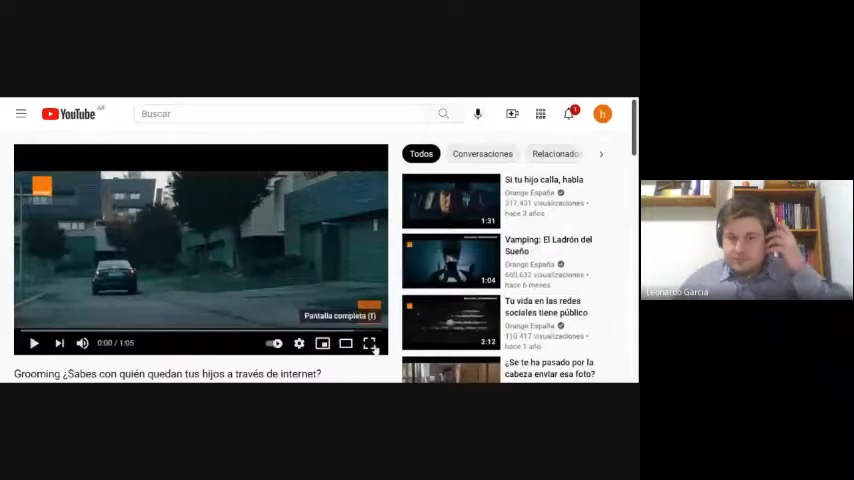 YouTube AR
Buscar
1
h
Todos
Conversaciones
Relacionados
Si tu hijo calla, habla
Orange España
317,431 visualizaciones •
hace 3 años
1:31
Vamping: El Ladrón del
Sueño
Orange España
660,632 visualizaciones •
hace 6 meses
1:04
Tu vida en las redes
sociales tiene público
Orange España
110 417 visualizaciones •
hace 1 año
2:12
¿Se te ha pasado por la
cabeza enviar esa foto?
Pantalla completa (f)
0:00 / 1:05
Grooming ¿Sabes con quién quedan tus hijos a través de internet?
Leonardo Garcia